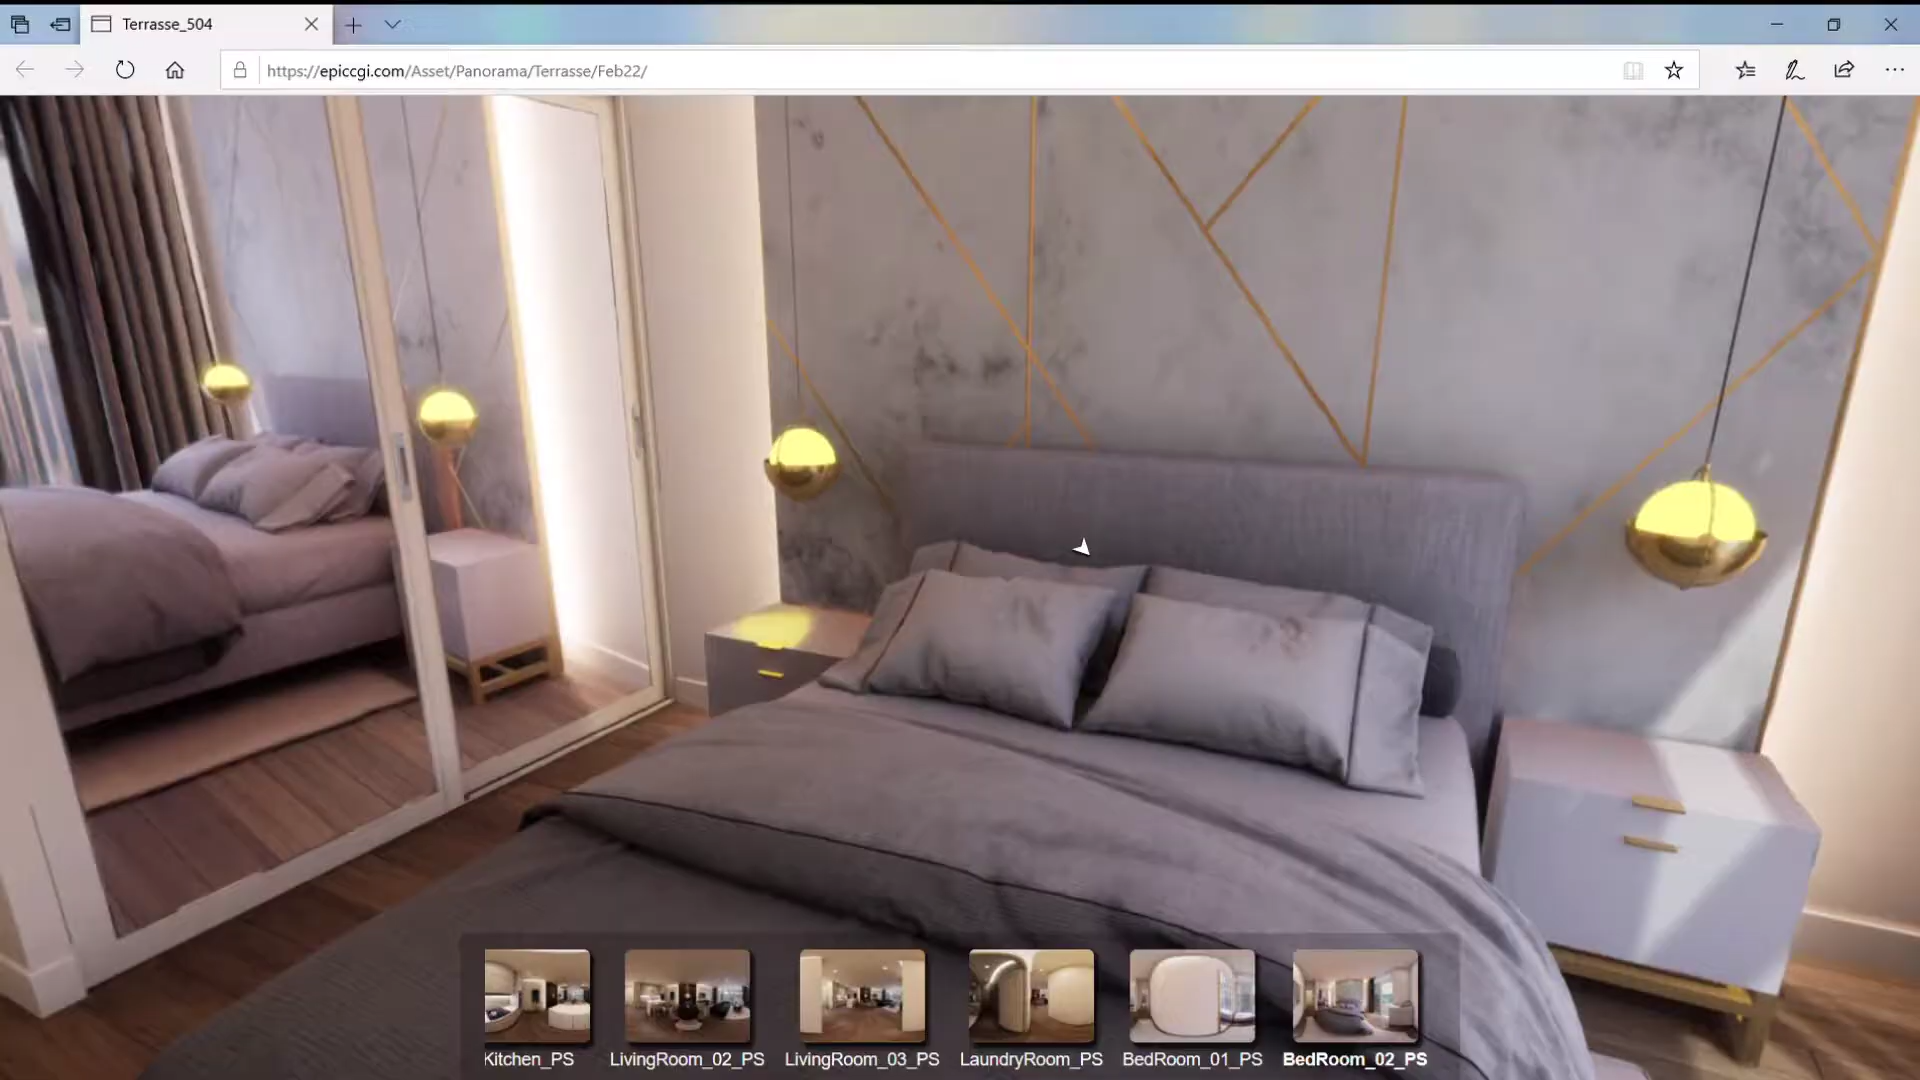 Terrasse_504
https://epiccgi.com/Asset/Panorama/Terrasse/Feb22/
Kitchen_PS
LivingRoom_02_PS
LivingRoom_03_PS
LaundryRoom_PS
BedRoom_01_PS
BedRoom_02_PS